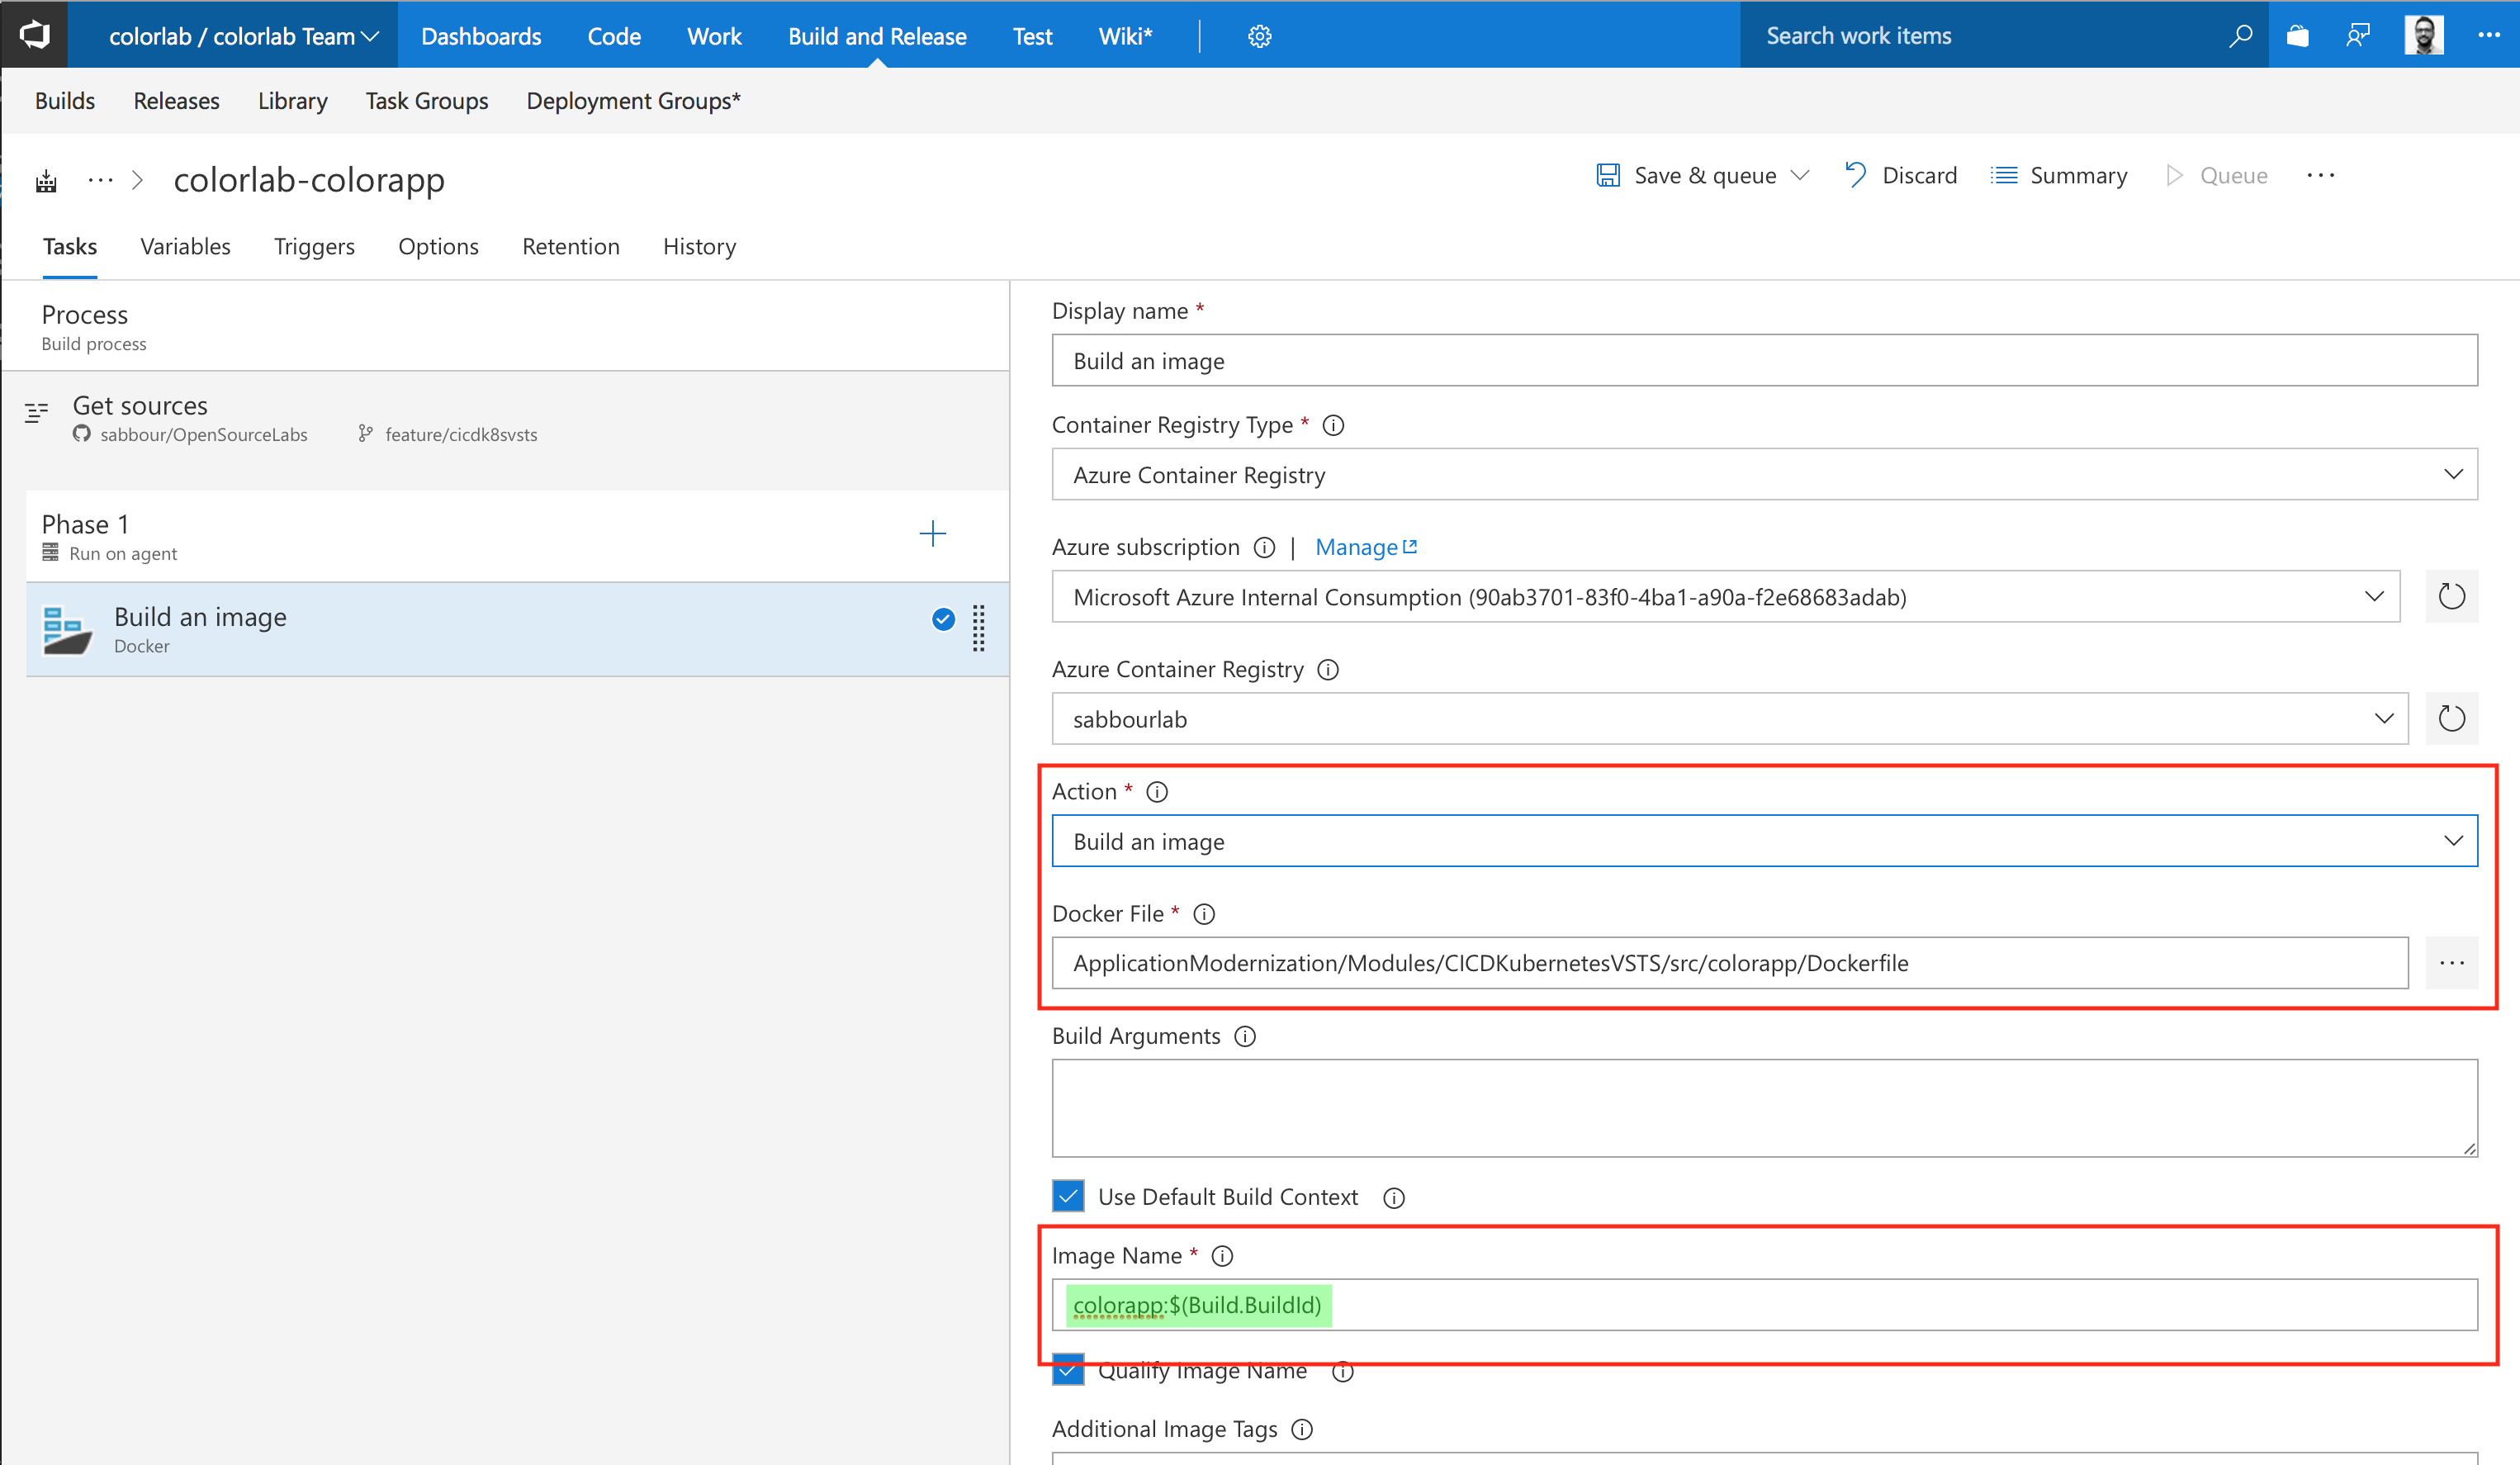 colorlab / colorlab Team Dashboards Code Work Build and Release Test Wiki* Search work items
Builds Releases Library Task Groups Deployment Groups*
··· colorlab-colorapp Save & queue Discard Summary Queue ···
Tasks Variables Triggers Options Retention History
Process
Build process
Get sources
sabbour/OpenSourceLabs feature/cicdk8svsts
Phase 1
Run on agent
Build an image
Docker
Display name *
Build an image
Container Registry Type *
Azure Container Registry
Azure subscription | Manage
Microsoft Azure Internal Consumption (90ab3701-83f0-4ba1-a90a-f2e68683adab)
Azure Container Registry
sabbourlab
Action *
Build an image
Docker File *
ApplicationModernization/Modules/CICDKubernetesVSTS/src/colorapp/Dockerfile ...
Build Arguments
Use Default Build Context
Image Name *
colorapp:$(Build.BuildId)
Qualify Image Name
Additional Image Tags